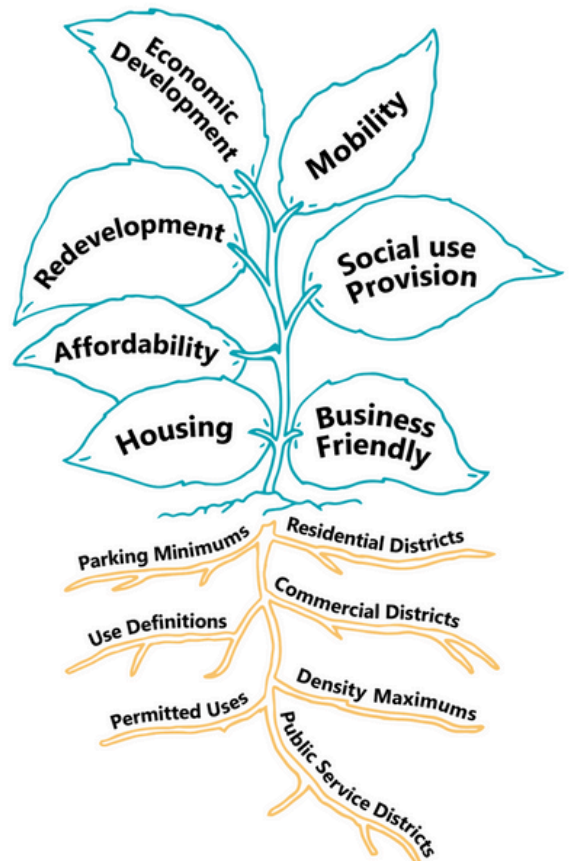 Economic
Development
Mobility
Redevelopment
Social use
Provision
Affordability
Housing
Business
Friendly
Parking Minimums
Residential Districts
Use Definitions
Commercial Districts
Permitted Uses
Density Maximums
Public Service Districts